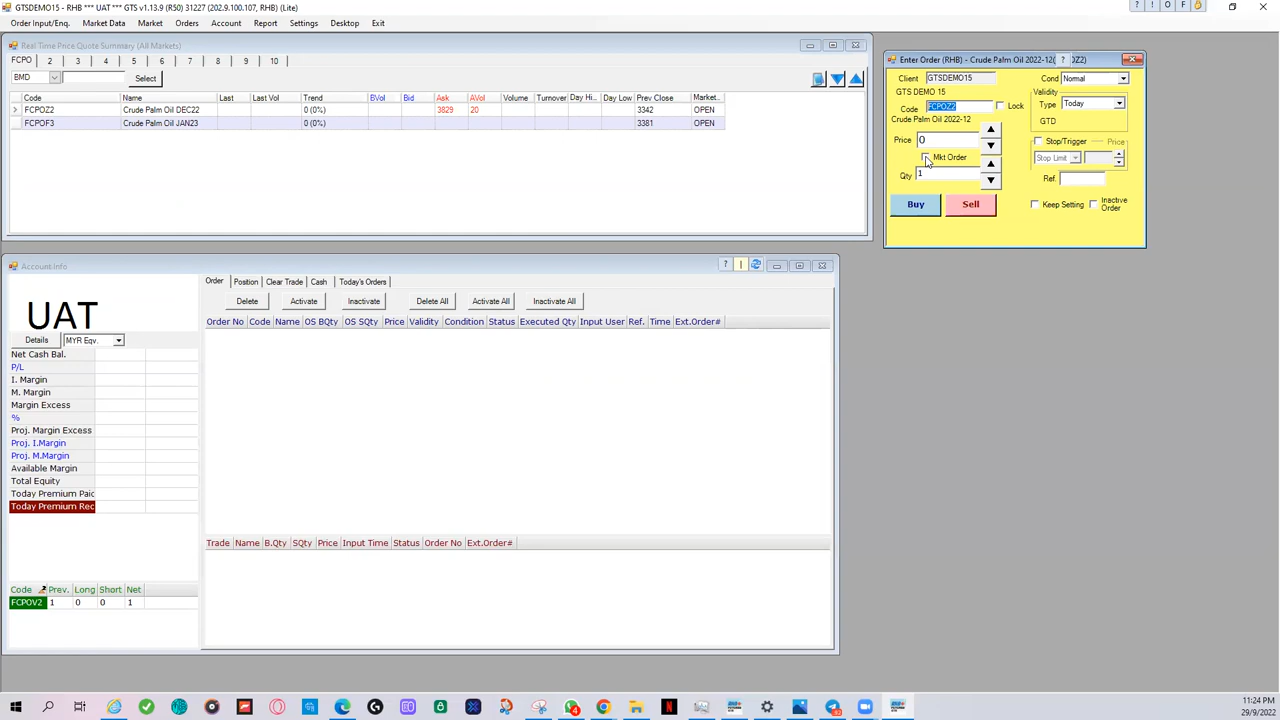 GTSDEMO15 - RHB *** UAT *** GTS v1.13.9 (R50) 31227 (202.9.100.107, RHB) (Lite)
? ! O F
Order Input/Enq. Market Data Market Orders Account Report Settings Desktop Exit
Real Time Price Quote Summary (All Markets)
FCPO 2 3 4 5 6 7 8 9 10
BMD Select
Code Name Last Last Vol Trend BVol Bid Ask AVol Volume Turnover Day Hi... Day Low Prev Close Market..
FCPOZ2 Crude Palm Oil DEC22 0 (0%) 3829 20 3342 OPEN
FCPOF3 Crude Palm Oil JAN23 0 (0%) 3381 OPEN
Enter Order (RHB) - Crude Palm Oil 2022-12( ? Z2)
Client GTSDEMO15 Cond Normal
GTS DEMO 15 Validity
Code FCPOZ2 Lock Type Today
Crude Palm Oil 2022-12 GTD
Price 0 Stop/Trigger Price
Mkt Order Stop Limit
Qty 1 Ref.
Buy Sell Keep Setting Inactive Order
Account.info ?
UAT
Details MYR Eqv.
Net Cash Bal.
P/L
I. Margin
M. Margin
Margin Excess
%
Proj. Margin Excess
Proj. I.Margin
Proj. M.Margin
Available Margin
Total Equity
Today Premium Paic
Today Premium Rec
Code Prev. Long Short Net
FCPOV2 1 0 0 1
Order Position Clear Trade Cash Today's Orders
Delete Activate Inactivate Delete All Activate All Inactivate All
Order No Code Name OS BQty OS SQty Price Validity Condition Status Executed Qty Input User Ref. Time Ext.Order#
Trade Name B.Qty SQty Price Input Time Status Order No Ext.Order#
11:24 PM
29/9/2022